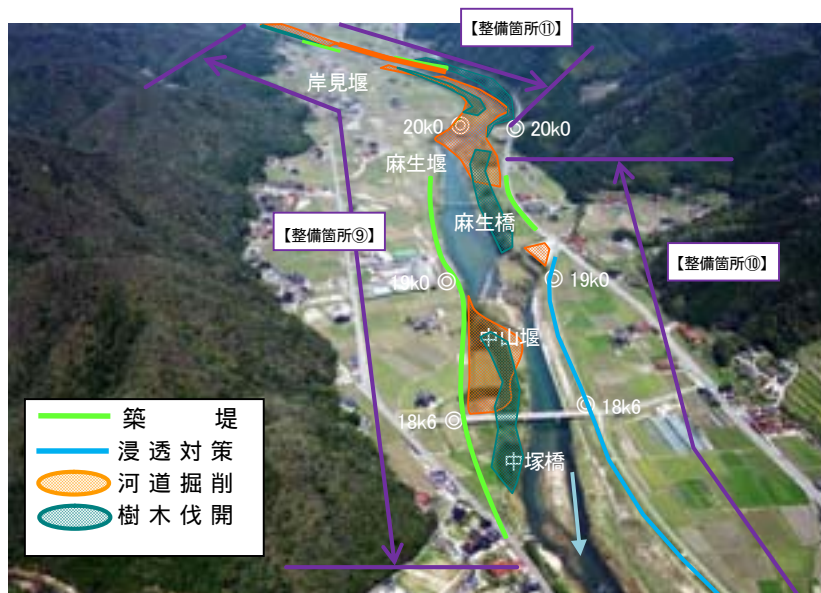 【整備箇所⑪】
岸見堰
20k0
20k0
麻生堰
麻生橋
【整備箇所⑨】
【整備箇所⑩】
19k0
19k0
中山堰
18k6
18k6
中塚橋
築 堤
浸透対策
河道掘削
樹木伐開